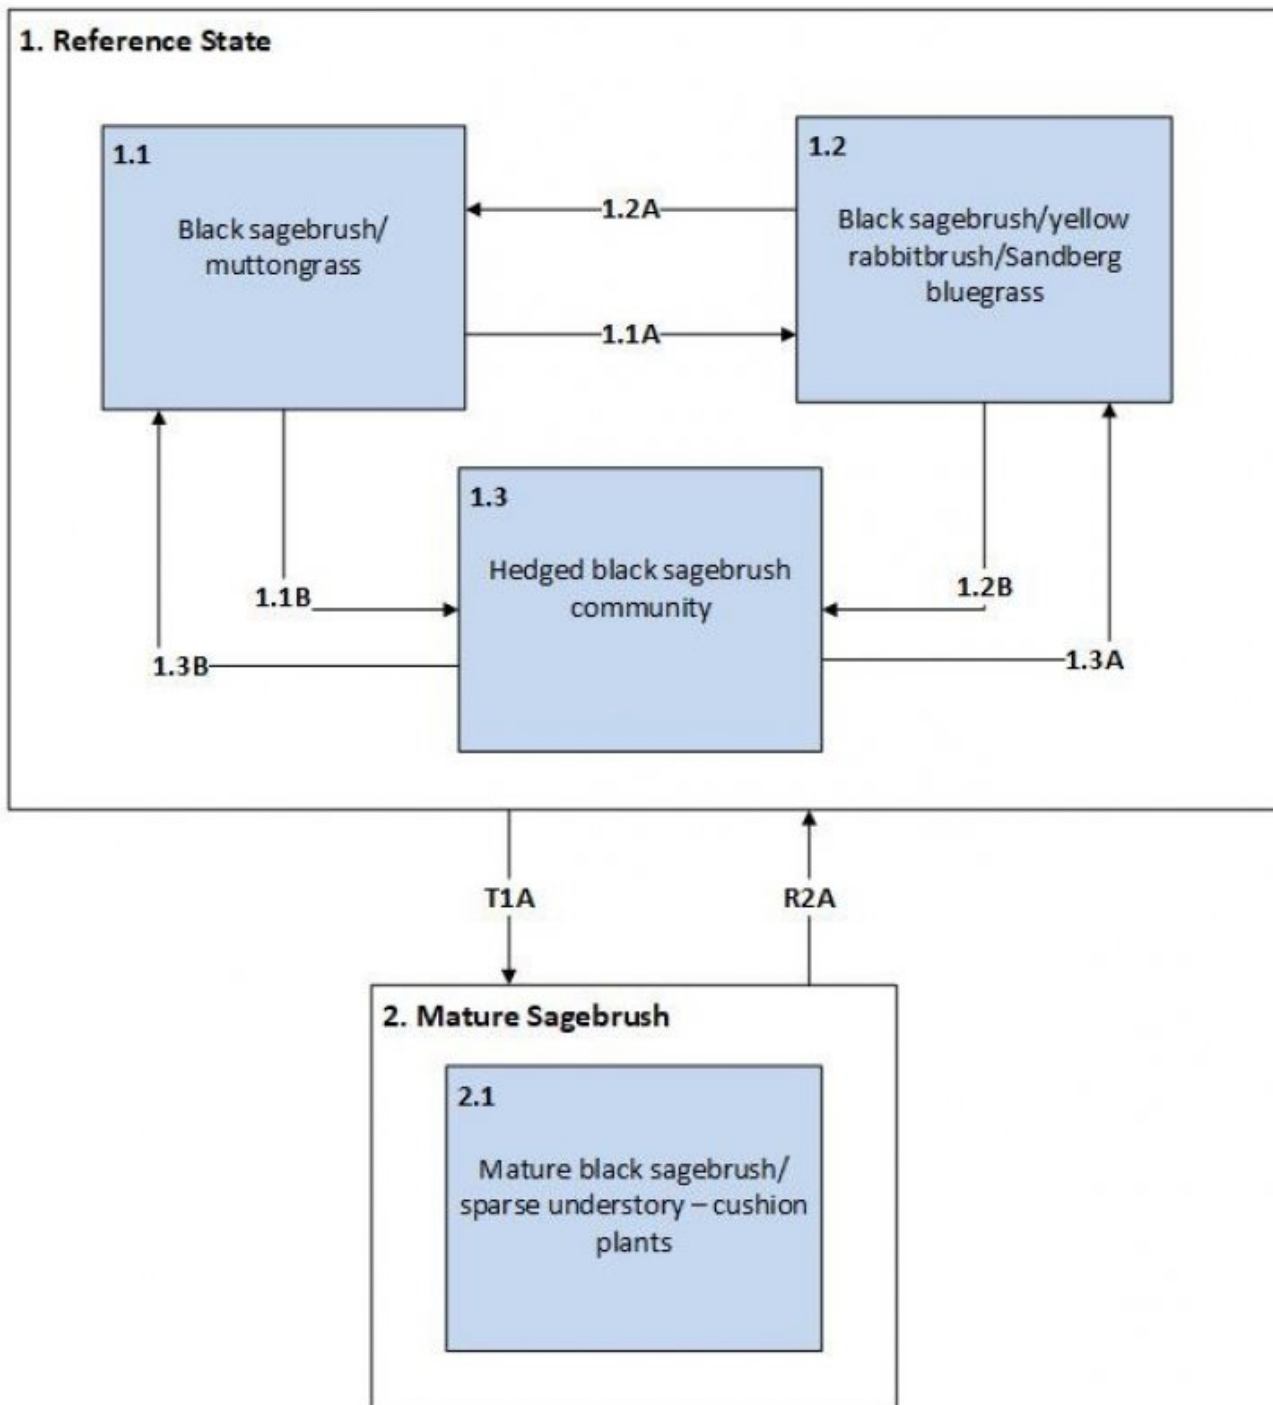 1. Reference State
1.1
Black sagebrush/
muttongrass
1.2
Black sagebrush/yellow
rabbitbrush/Sandberg
bluegrass
1.2A
1.1A
1.3
Hedged black sagebrush
community
1.1B
1.2B
1.3B
1.3A
T1A
R2A
2. Mature Sagebrush
2.1
Mature black sagebrush/
sparse understory – cushion
plants